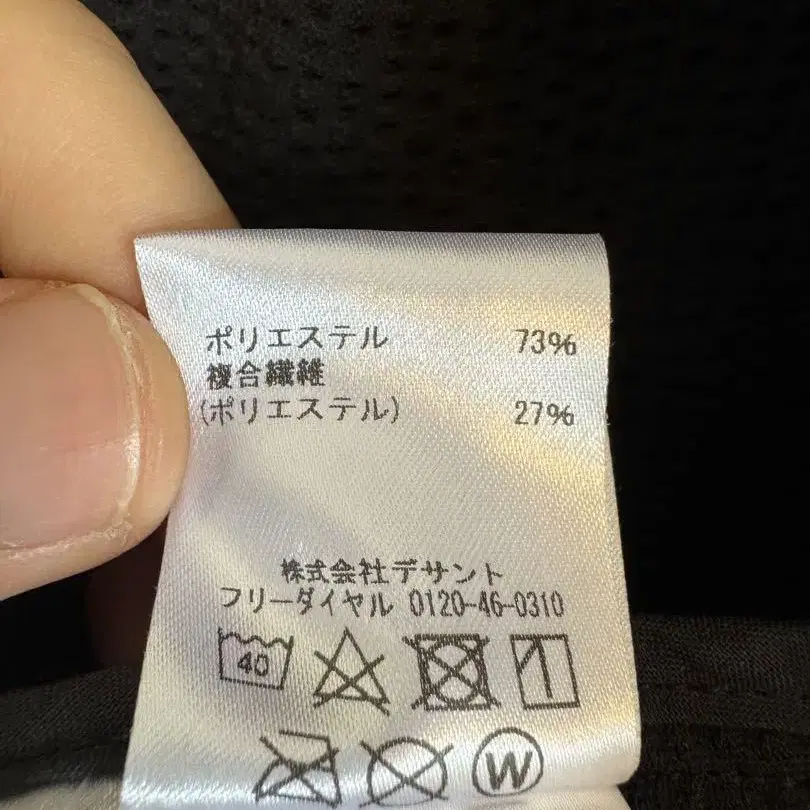 ポリエステル 73%
複合繊維
(ポリエステル) 27%
株式会社デサント
フリーダイヤル 0120-46-0310
40
W